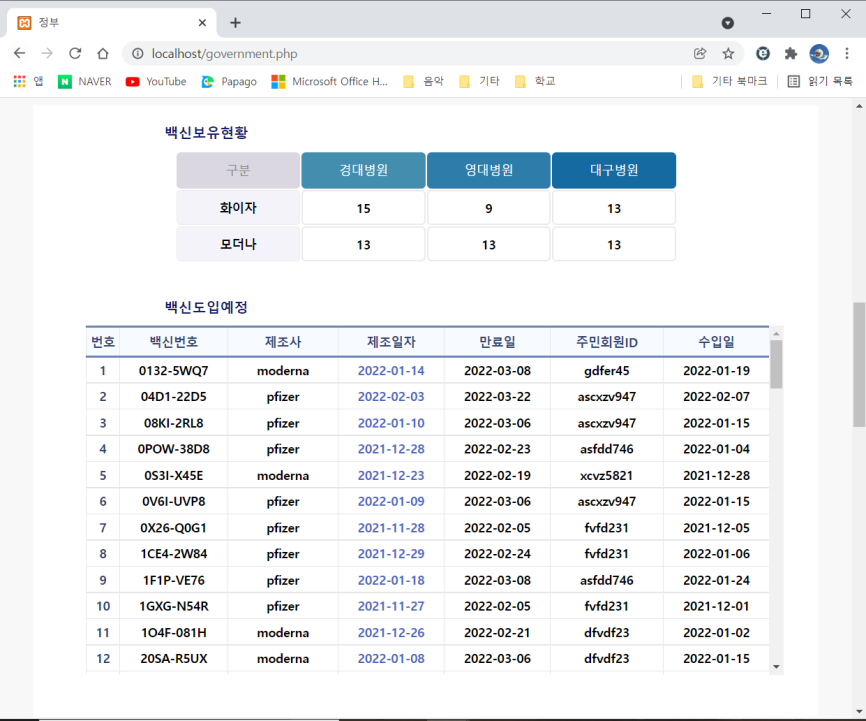 정부
localhost/government.php
앱 NAVER YouTube Papago Microsoft Office H... 음악 기타 학교 기타 북마크 읽기 목록
백신보유현황
구분 경대병원 영대병원 대구병원
화이자 15 9 13
모더나 13 13 13
백신도입예정
번호 백신번호 제조사 제조일자 만료일 주민회원ID 수입일
1 0132-5WQ7 moderna 2022-01-14 2022-03-08 gdfer45 2022-01-19
2 04D1-22D5 pfizer 2022-02-03 2022-03-22 ascxzv947 2022-02-07
3 08KI-2RL8 pfizer 2022-01-10 2022-03-06 ascxzv947 2022-01-15
4 0POW-38D8 pfizer 2021-12-28 2022-02-23 asfdd746 2022-01-04
5 0S3I-X45E moderna 2021-12-23 2022-02-19 xcvz5821 2021-12-28
6 0V6I-UVP8 pfizer 2022-01-09 2022-03-06 ascxzv947 2022-01-15
7 0X26-Q0G1 pfizer 2021-11-28 2022-02-05 fvfd231 2021-12-05
8 1CE4-2W84 pfizer 2021-12-29 2022-02-24 fvfd231 2022-01-06
9 1F1P-VE76 pfizer 2022-01-18 2022-03-08 asfdd746 2022-01-24
10 1GXG-N54R pfizer 2021-11-27 2022-02-05 fvfd231 2021-12-01
11 1O4F-081H moderna 2021-12-26 2022-02-21 dfvdf23 2022-01-02
12 20SA-R5UX moderna 2022-01-08 2022-03-06 dfvdf23 2022-01-15